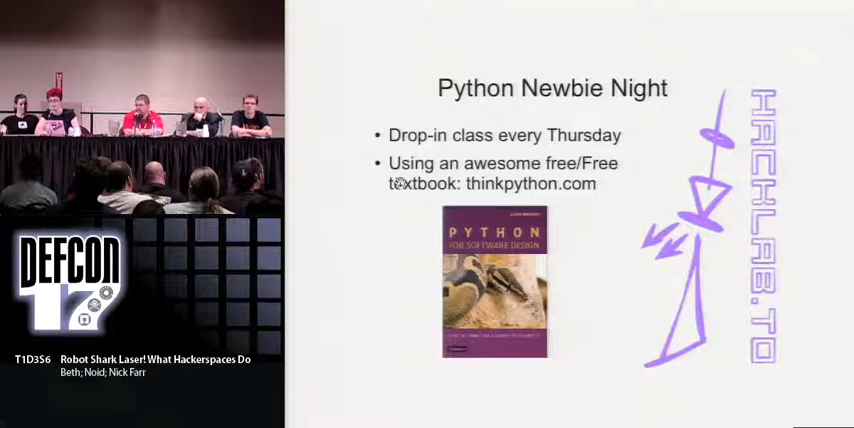 Python Newbie Night
• Drop-in class every Thursday
• Using an awesome free/Free
textbook: thinkpython.com
PYTHON
FOR SOFTWARE DESIGN
HACKLAB.TO
DEFCON
17
T1D3S6 Robot Shark Laser! What Hackerspaces Do
Beth; Noid; Nick Farr